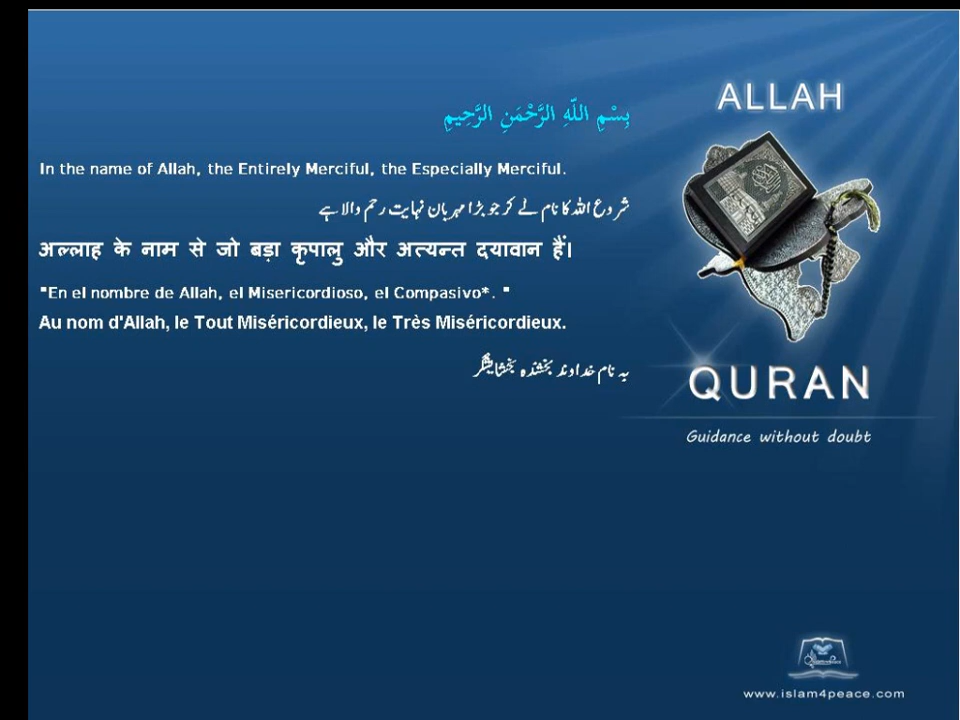 بِسْمِ اللّهِ الرَّحْمَنِ الرَّحِيمِ
In the name of Allah, the Entirely Merciful, the Especially Merciful.
شروع الله کا نام لے کر جو بڑا مہربان نہایت رحم والا ہے
अल्लाह के नाम से जो बड़ा कृपालु और अत्यन्त दयावान हैं।
"En el nombre de Allah, el Misericordioso, el Compasivo*. "
Au nom d'Allah, le Tout Miséricordieux, le Très Miséricordieux.
به نام خداوند بخشنده بخشایشگر
ALLAH
QURAN
Guidance without doubt
www.islam4peace.com